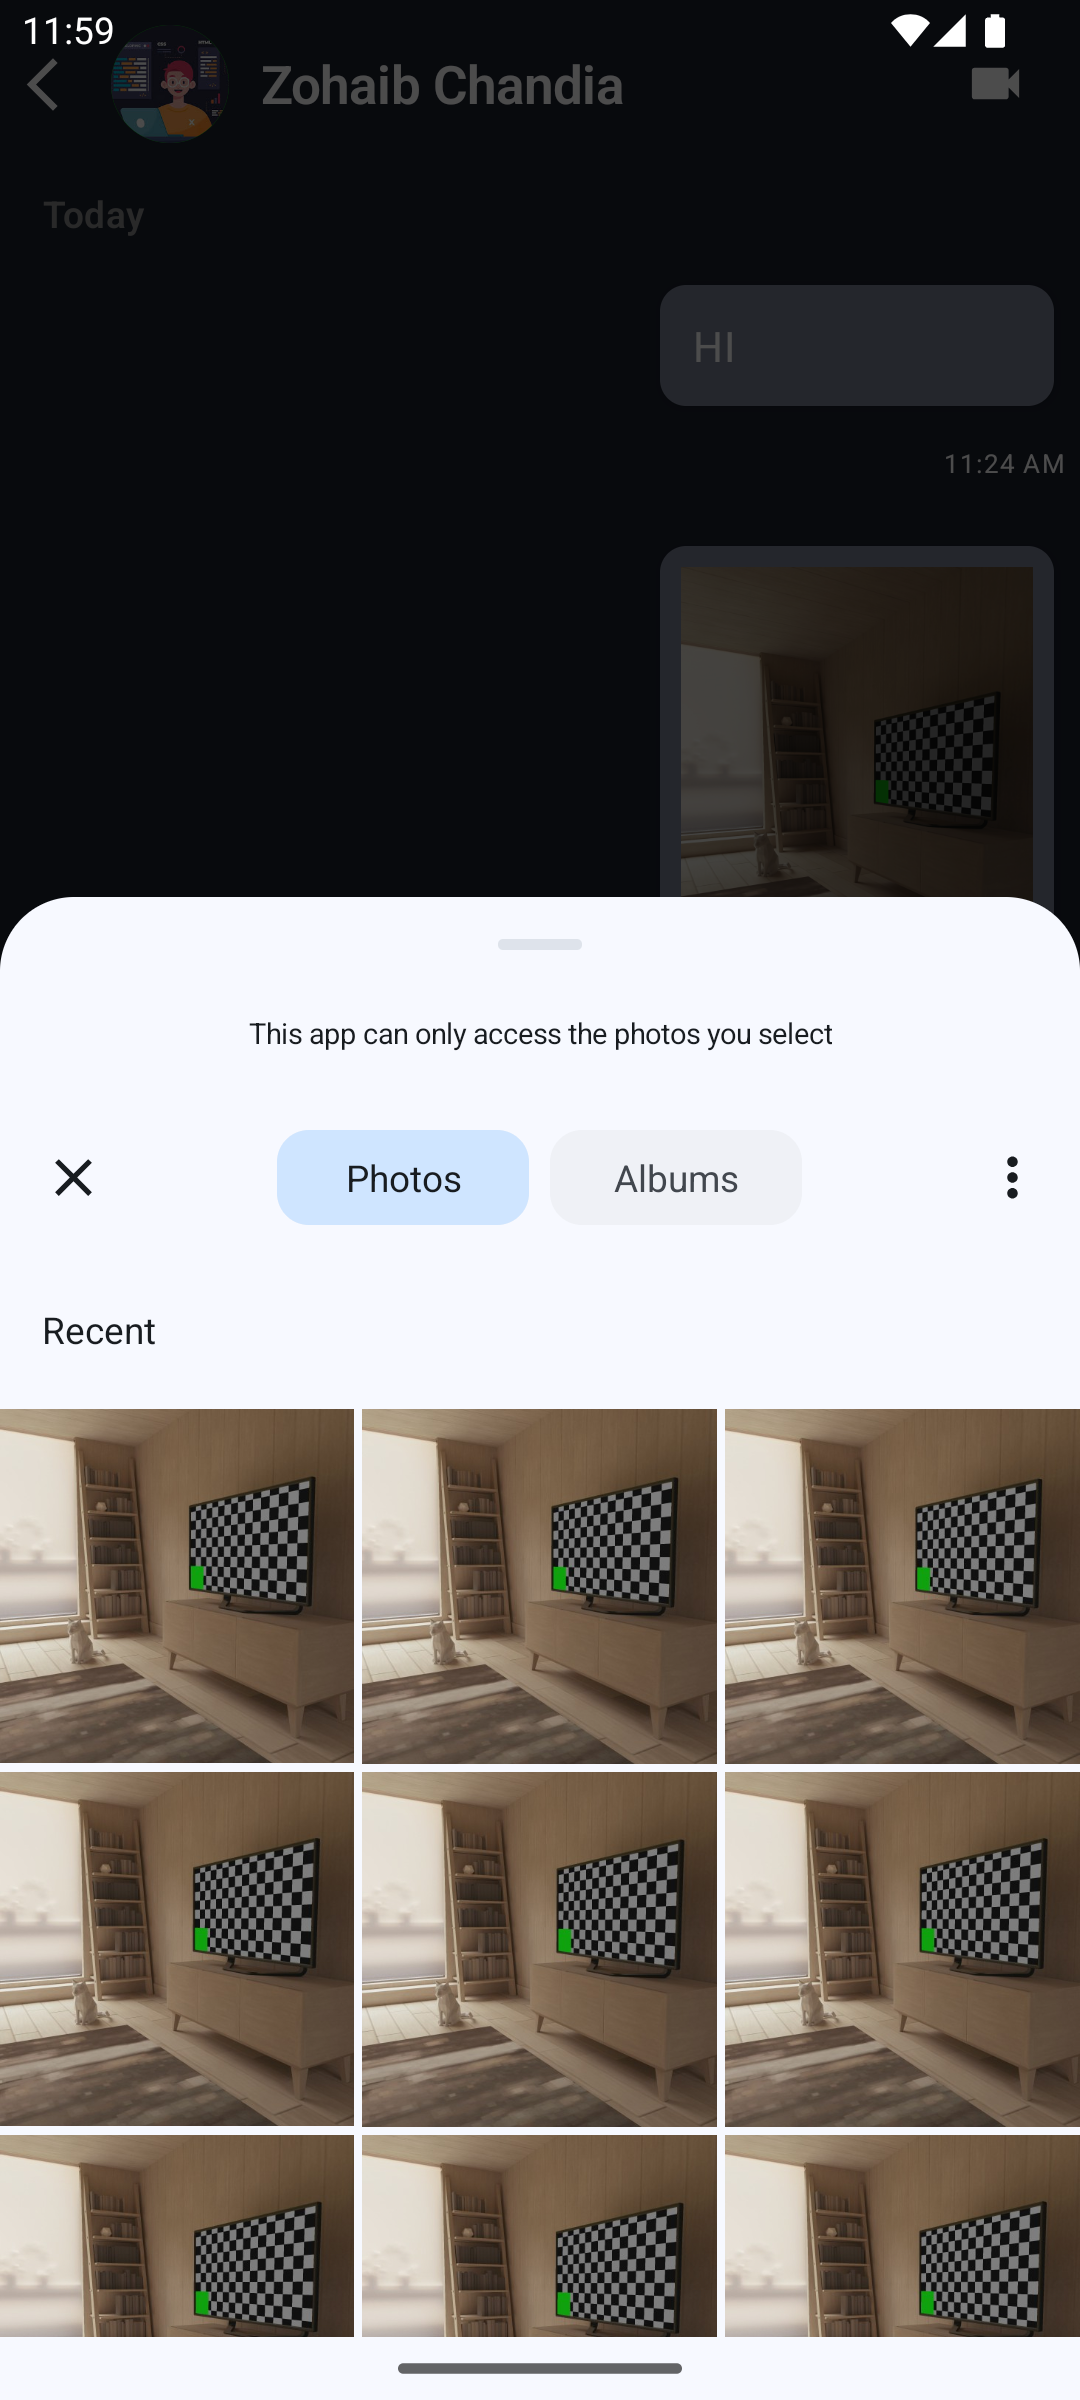 11:59
Zohaib Chandia
Today
HI
11:24 AM
This app can only access the photos you select
Photos
Albums
Recent